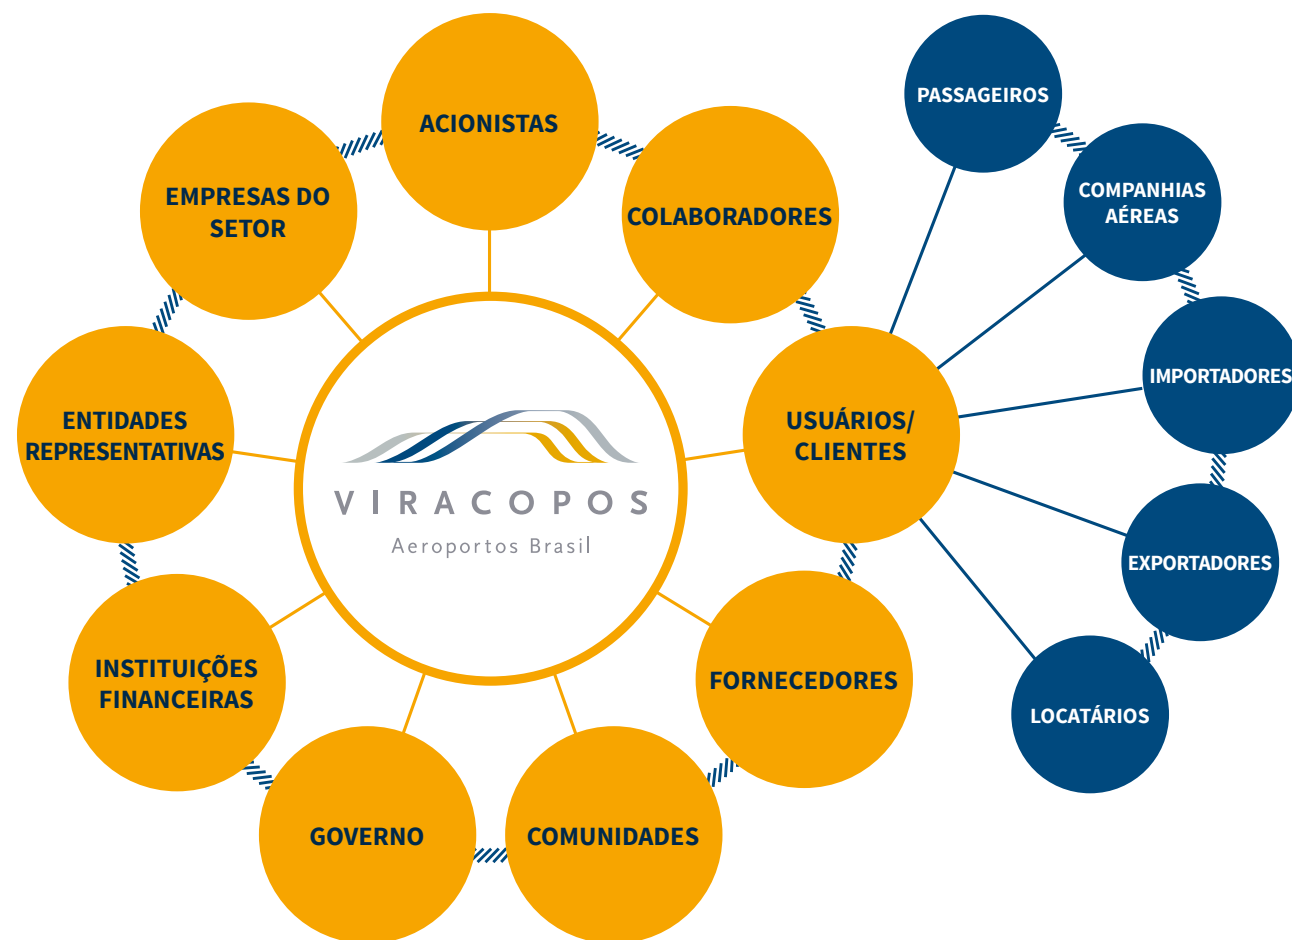 ACIONISTAS
COLABORADORES
USUÁRIOS/
CLIENTES
FORNECEDORES
COMUNIDADES
GOVERNO
INSTITUIÇÕES
FINANCEIRAS
ENTIDADES
REPRESENTATIVAS
EMPRESAS DO
SETOR
VIRACOPOS
Aeroportos Brasil
PASSAGEIROS
COMPANHIAS
AÉREAS
IMPORTADORES
EXPORTADORES
LOCATÁRIOS